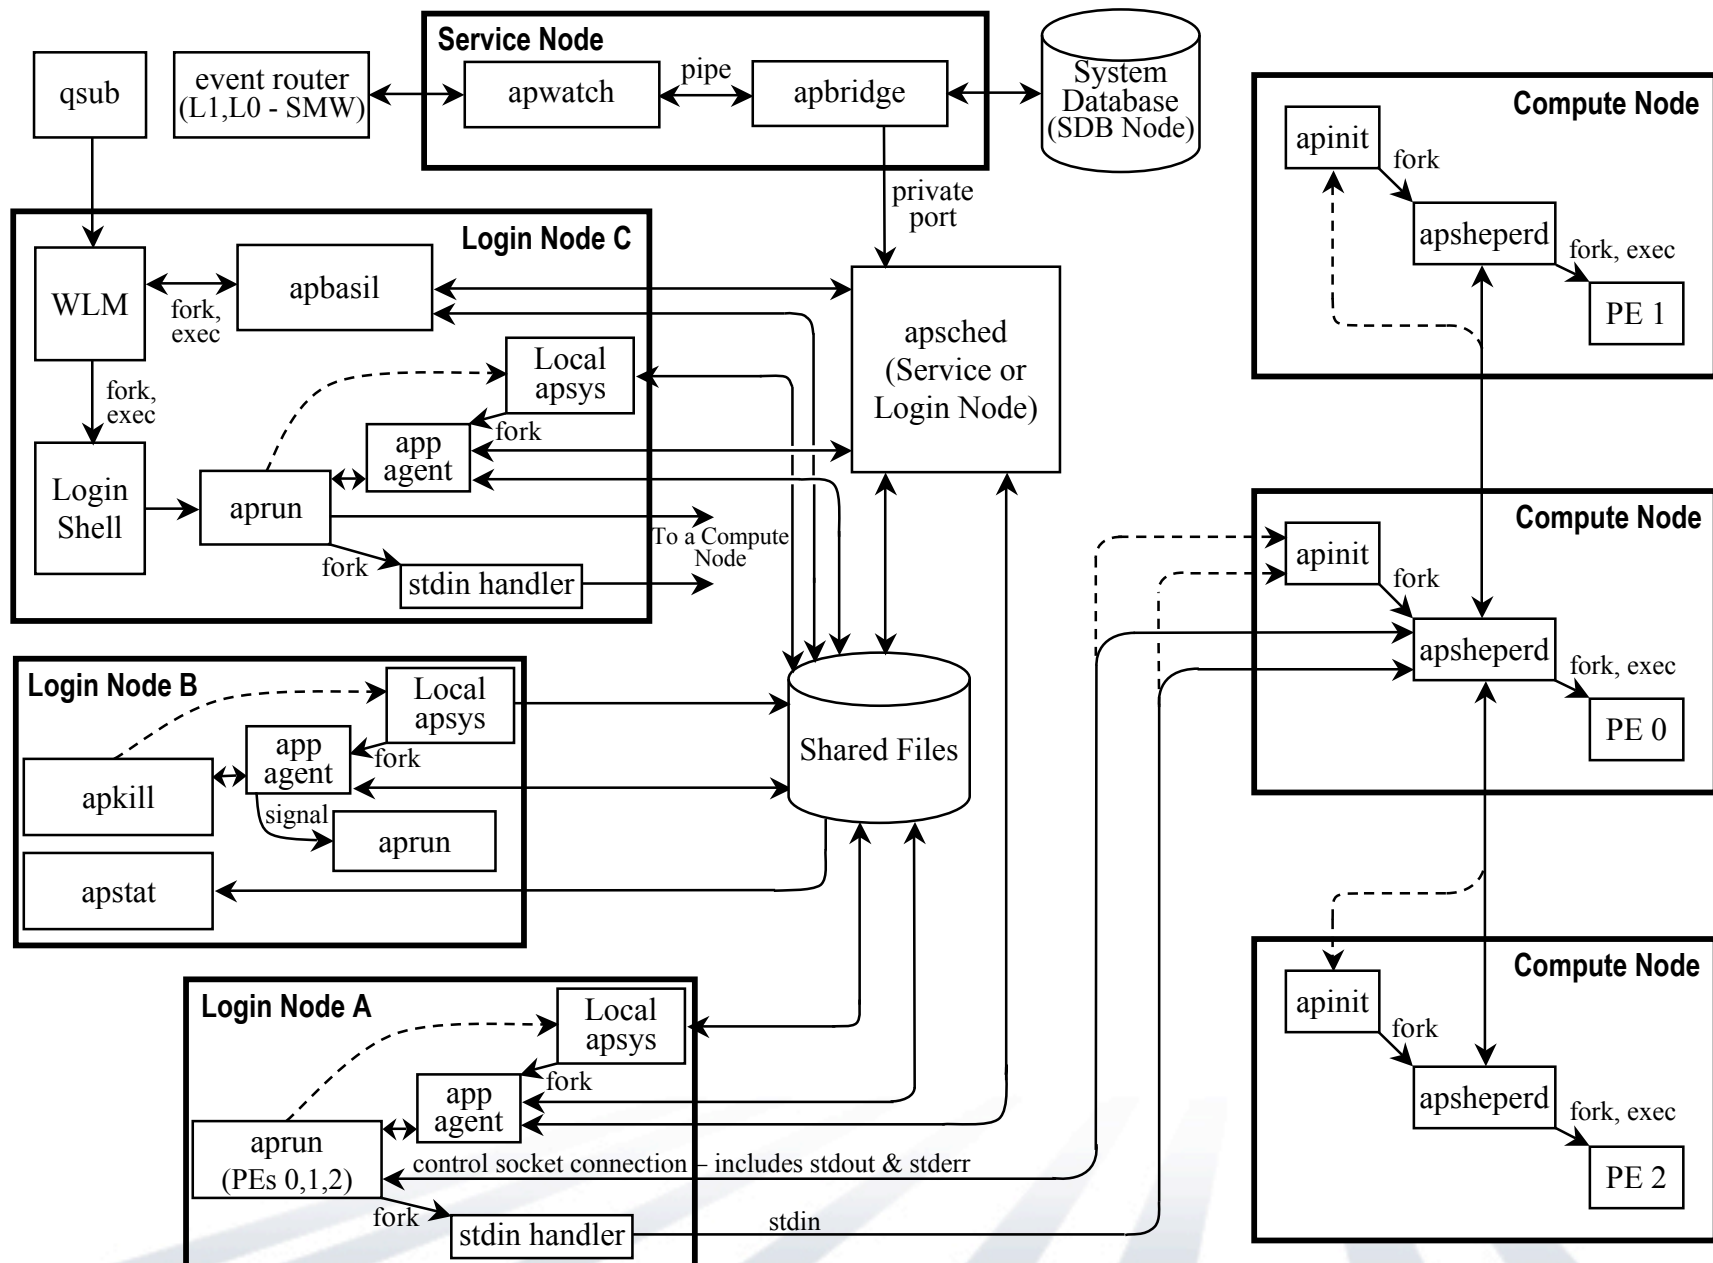 Service Node
qsub
event router
(L1,L0 - SMW)
apwatch
pipe
apbridge
System
Database
(SDB Node)
private
port
Login Node C
WLM
fork,
exec
apbasil
fork,
exec
Login
Shell
Local
apsys
fork
app
agent
aprun
fork
stdin handler
To a Compute
Node
apsched
(Service or
Login Node)
Login Node B
Local
apsys
fork
app
agent
apkill
signal
aprun
apstat
Shared Files
Login Node A
Local
apsys
fork
app
agent
aprun
(PEs 0,1,2)
control socket connection – includes stdout & stderr
fork
stdin handler
stdin
Compute Node
apinit
fork
apsheperd
fork, exec
PE 1
Compute Node
apinit
fork
apsheperd
fork, exec
PE 0
Compute Node
apinit
fork
apsheperd
fork, exec
PE 2